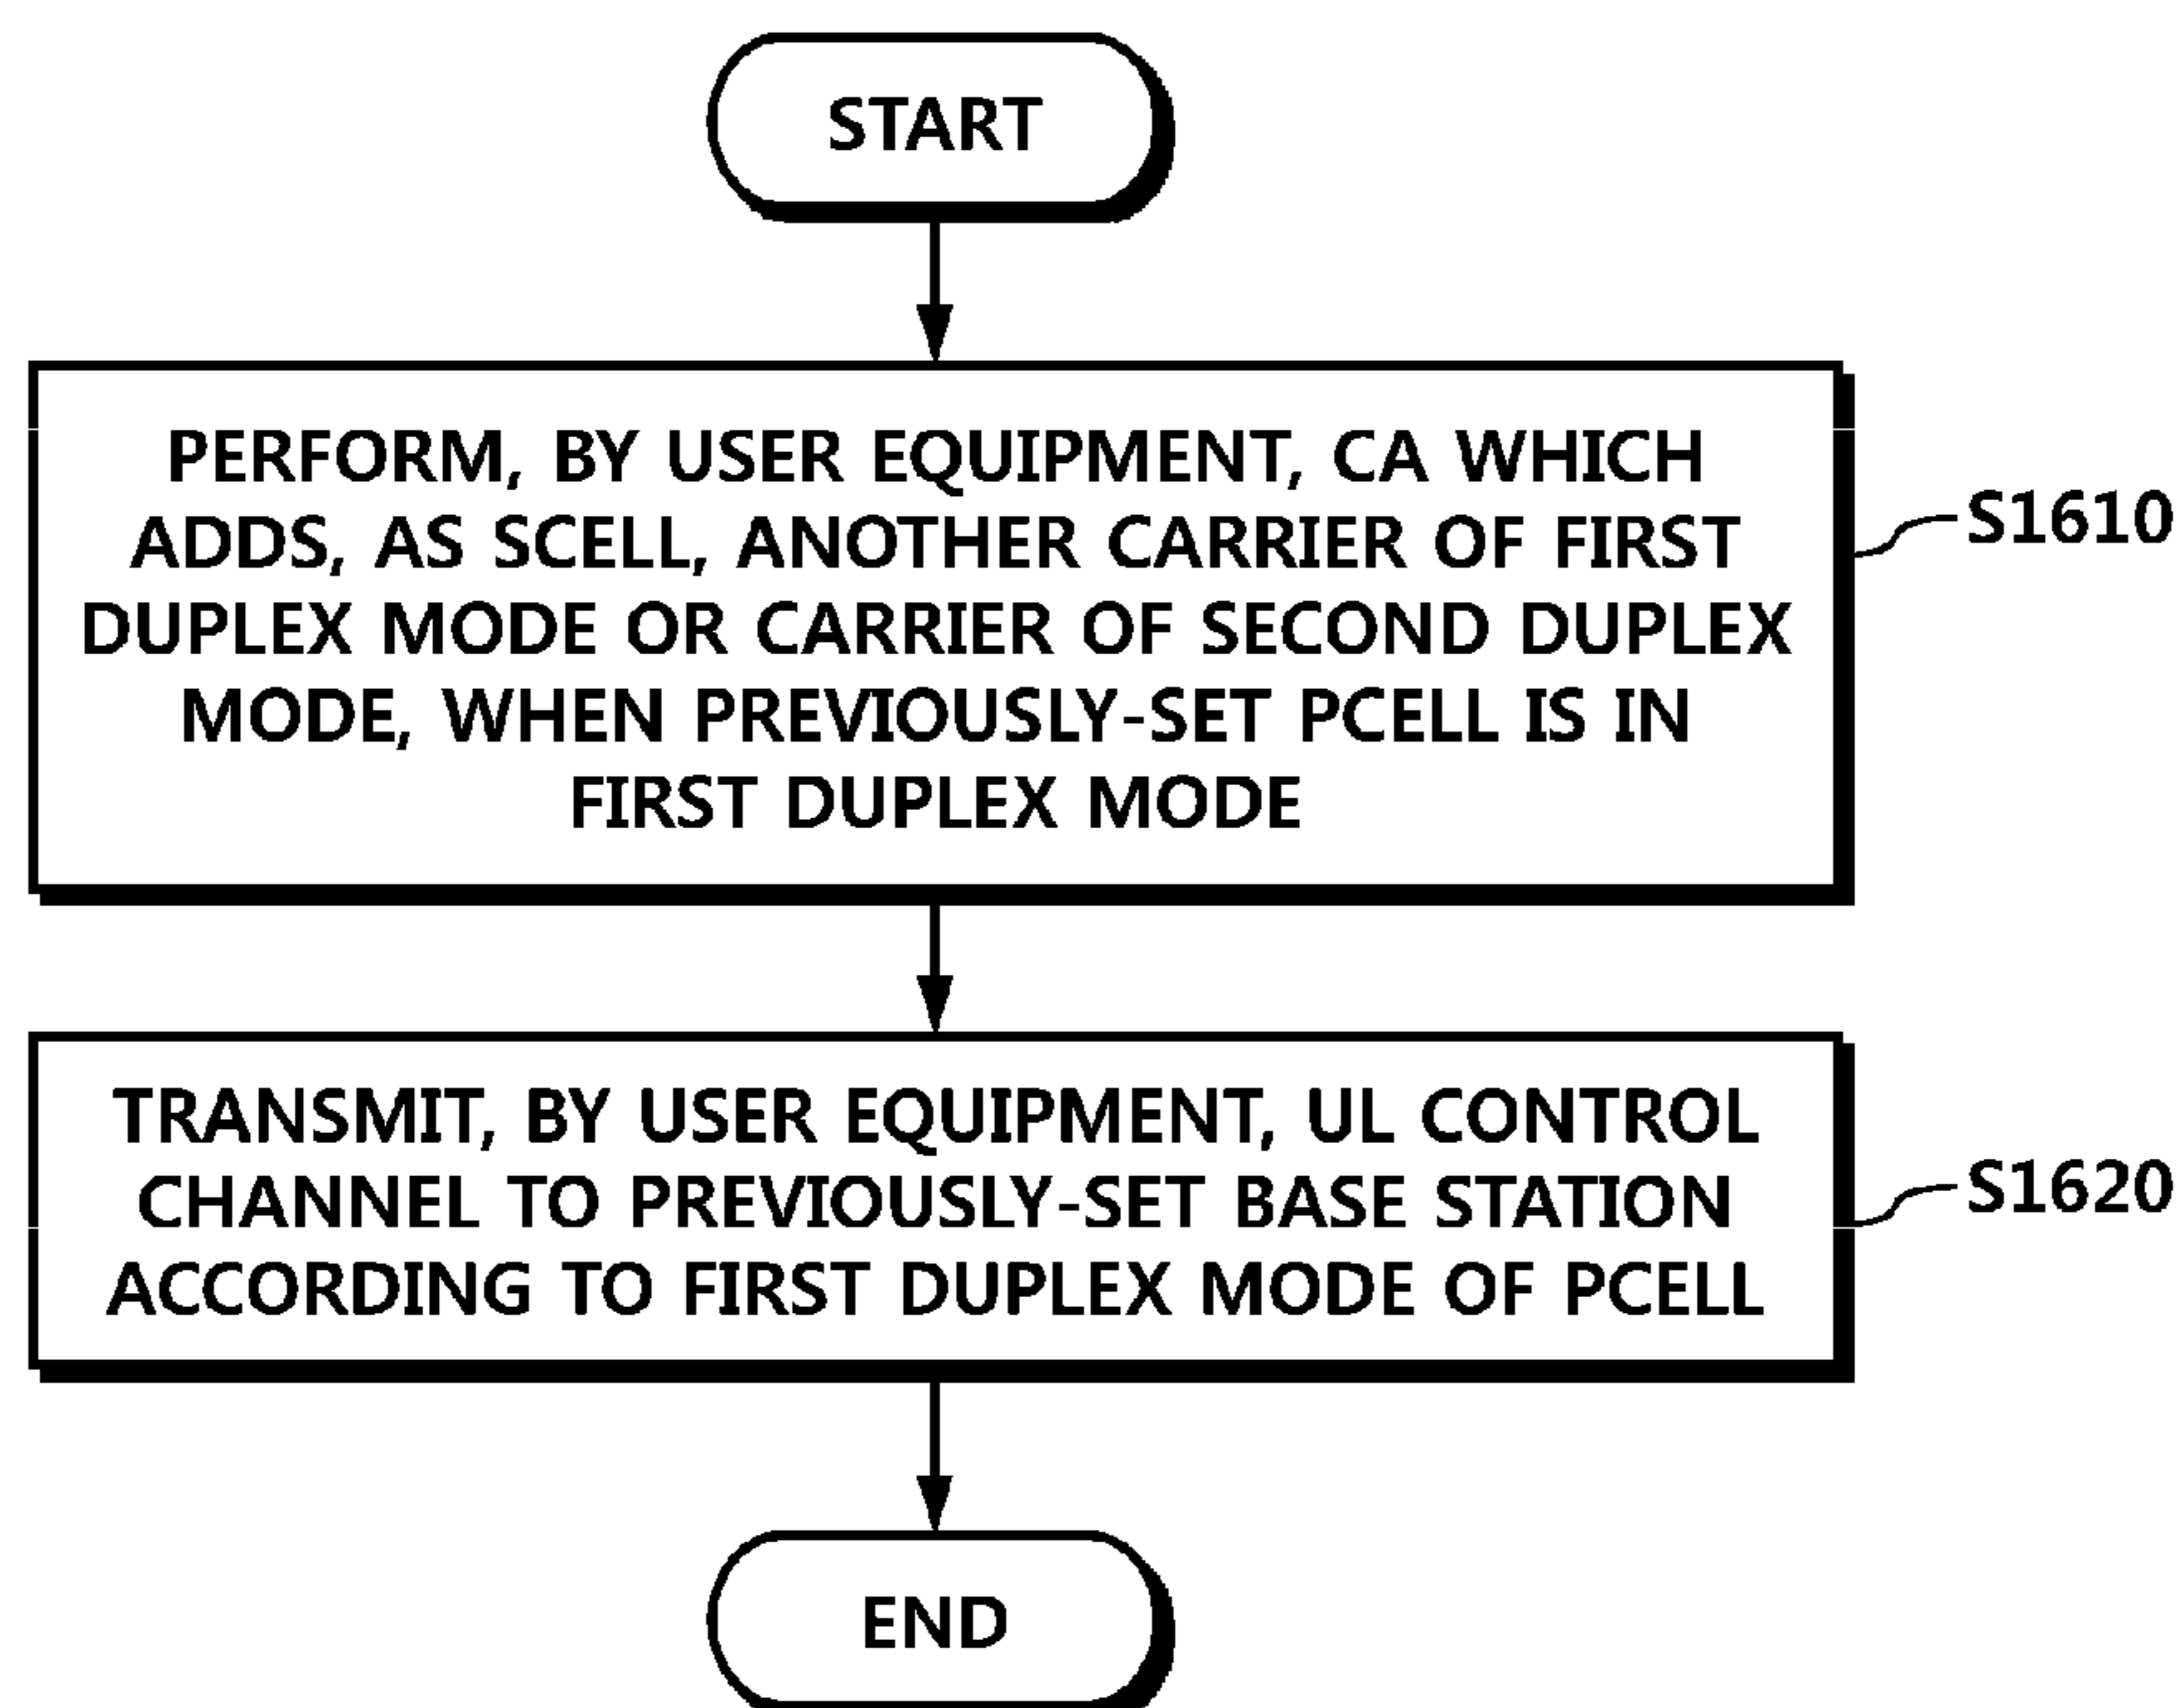 START
PERFORM, BY USER EQUIPMENT, CA WHICH
ADDS, AS SCELL, ANOTHER CARRIER OF FIRST
DUPLEX MODE OR CARRIER OF SECOND DUPLEX
MODE, WHEN PREVIOUSLY-SET PCELL IS IN
FIRST DUPLEX MODE
S1610
TRANSMIT, BY USER EQUIPMENT, UL CONTROL
CHANNEL TO PREVIOUSLY-SET BASE STATION
ACCORDING TO FIRST DUPLEX MODE OF PCELL
S1620
END